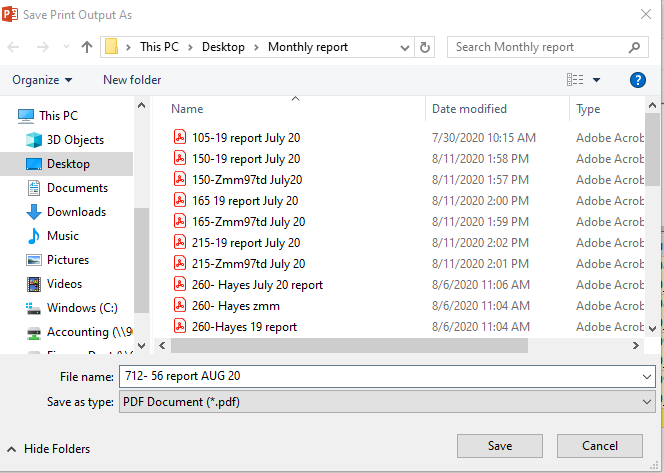 Save Print Output As
This PC > Desktop > Monthly report
Search Monthly report
Organize New folder
Name Date modified Type
This PC
3D Objects
Desktop
Documents
Downloads
Music
Pictures
Videos
Windows (C:)
Accounting (\\9
105-19 report July 20 7/30/2020 10:15 AM Adobe Acrob
150-19 report July 20 8/11/2020 1:58 PM Adobe Acrob
150-Zmm97td July20 8/11/2020 1:57 PM Adobe Acrob
165 19 report July 20 8/11/2020 2:00 PM Adobe Acrob
165-Zmm97td July 20 8/11/2020 1:59 PM Adobe Acrob
215-19 report July 20 8/11/2020 2:02 PM Adobe Acrob
215-Zmm97td July 20 8/11/2020 2:01 PM Adobe Acrob
260- Hayes July 20 report 8/6/2020 11:06 AM Adobe Acrob
260- Hayes zmm 8/6/2020 11:04 AM Adobe Acrob
260-Hayes 19 report 8/6/2020 11:04 AM Adobe Acrob
File name: 712- 56 report AUG 20
Save as type: PDF Document (*.pdf)
Hide Folders Save Cancel